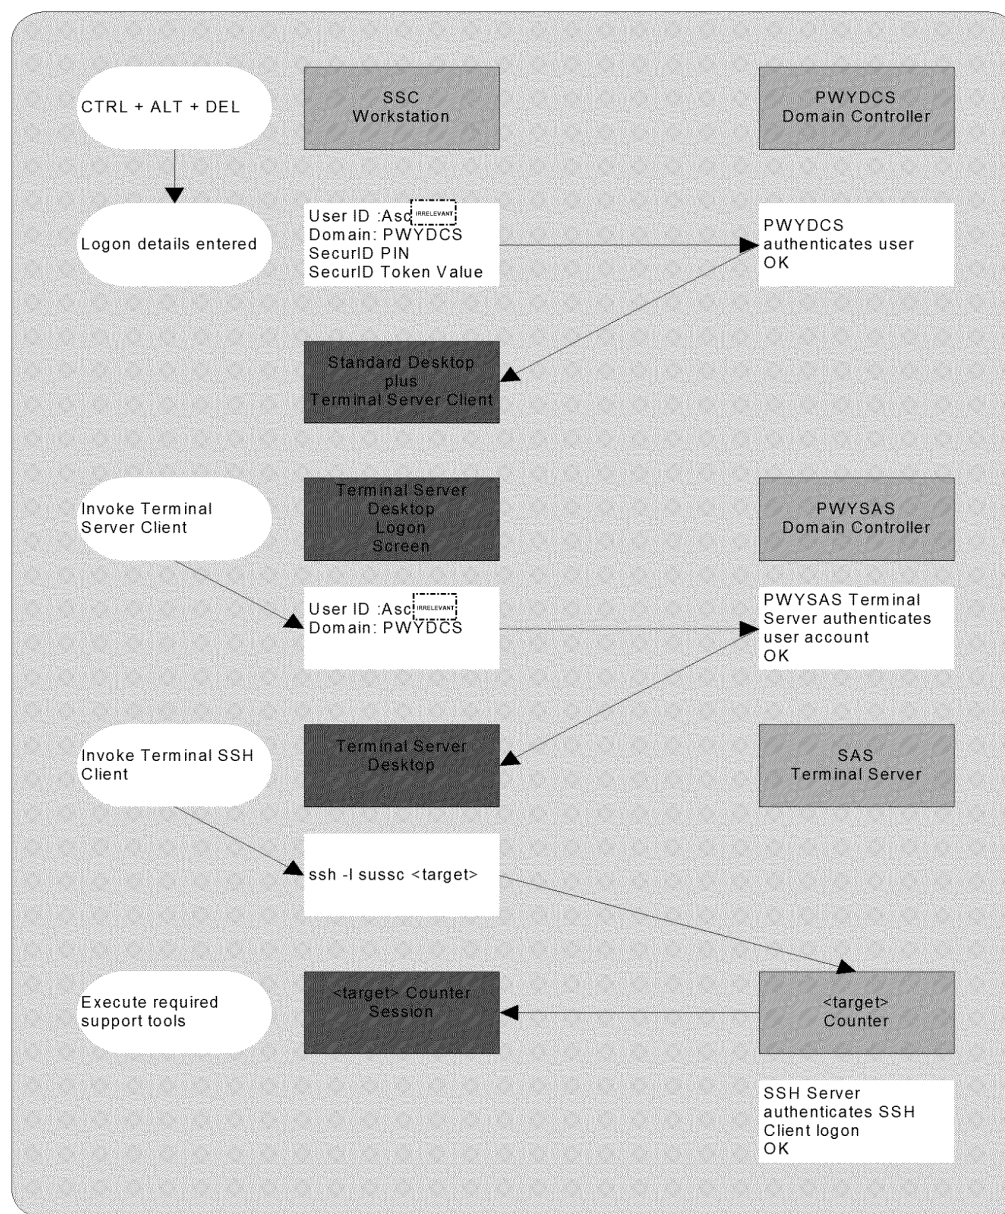 CTRL + ALT + DEL
SSC
Workstation
PWYDCS
Domain Controller
Logon details entered
User ID :Asc IRRELEVANT
Domain: PWYDCS
SecurID PIN
SecurID Token Value
PWYDCS
authenticates user
OK
Standard Desktop
plus
Terminal Server Client
Invoke Terminal
Server Client
Terminal Server
Desktop
Logon
Screen
PWYSAS
Domain Controller
User ID :Asc IRRELEVANT
Domain: PWYDCS
PWYSAS Terminal
Server authenticates
user account
OK
Invoke Terminal SSH
Client
Terminal Server
Desktop
SAS
Terminal Server
ssh -l sussc <target>
Execute required
support tools
<target> Counter
Session
<target>
Counter
SSH Server
authenticates SSH
Client logon
OK